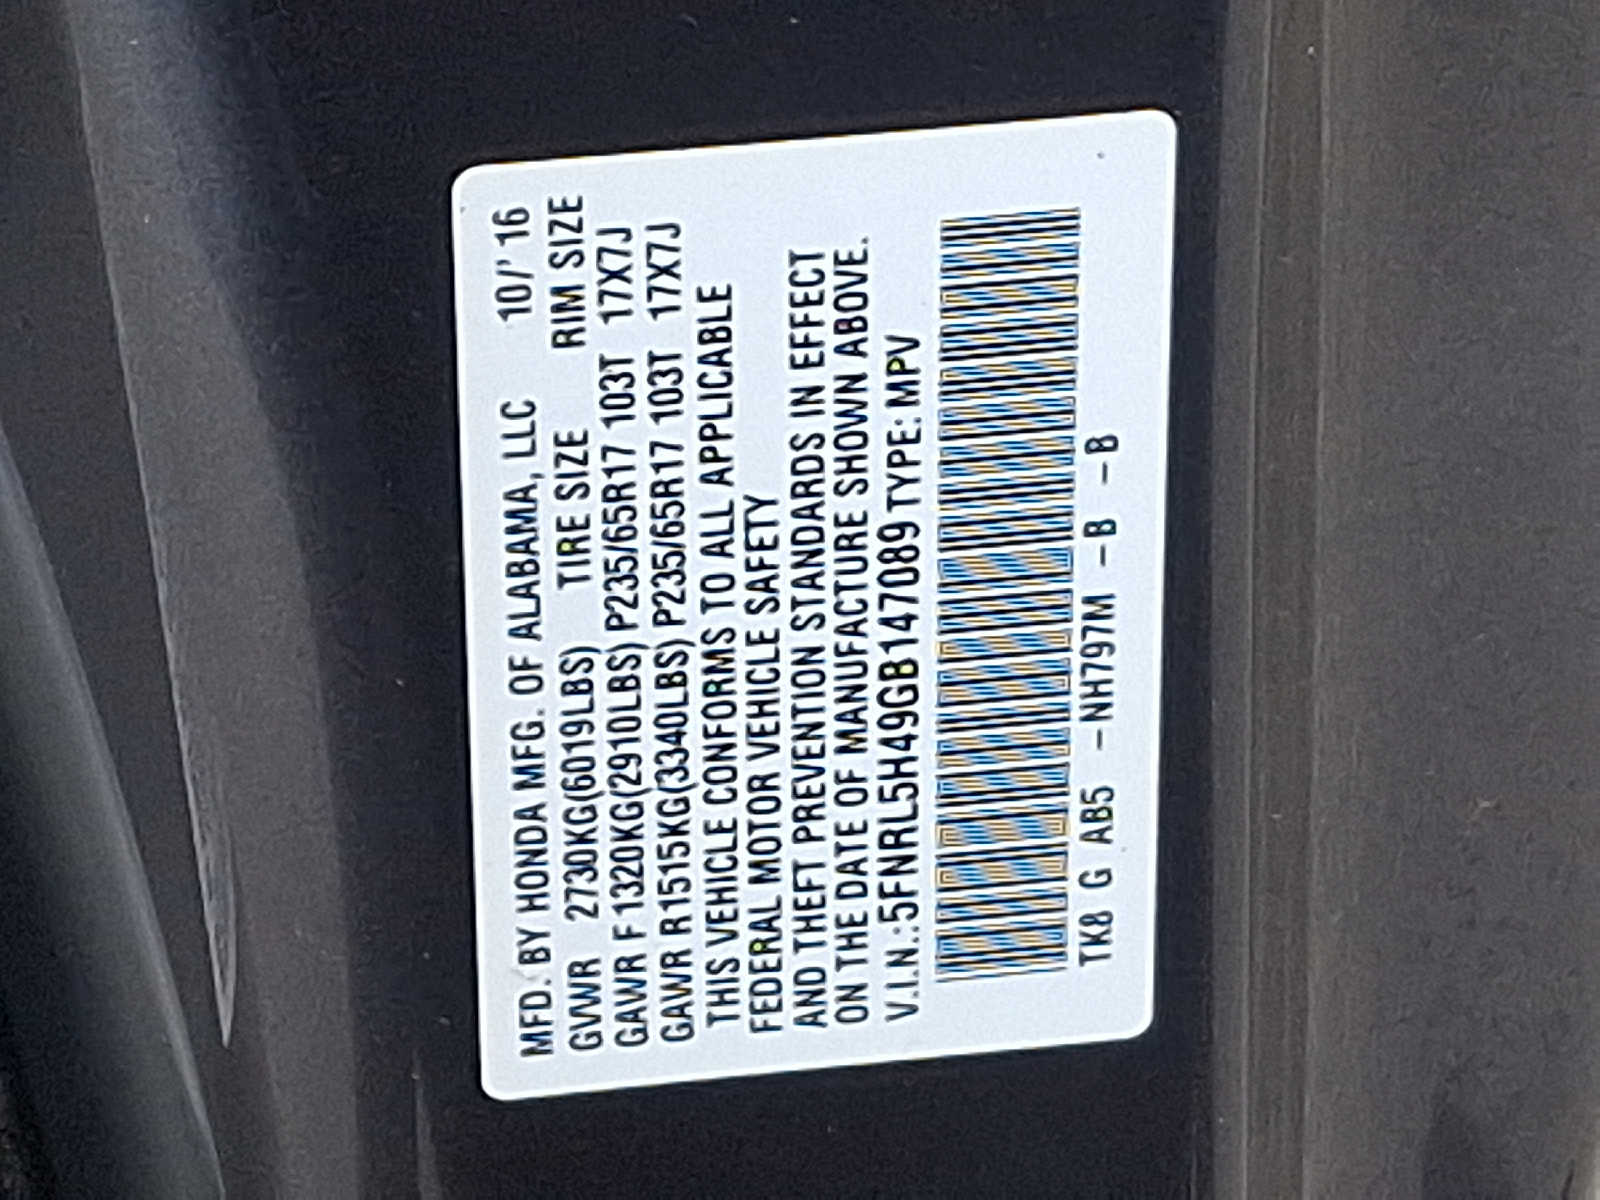 MFD. BY HONDA MFG. OF ALABAMA, LLC 10/'16
GVWR 2730KG(6019LBS) TIRE SIZE RIM SIZE
GAWR F 1320KG(2910LBS) P235/65R17 103T 17X7J
GAWR R1515KG(3340LBS) P235/65R17 103T 17X7J
THIS VEHICLE CONFORMS TO ALL APPLICABLE
FEDERAL MOTOR VEHICLE SAFETY
AND THEFT PREVENTION STANDARDS IN EFFECT
ON THE DATE OF MANUFACTURE SHOWN ABOVE.
V.I.N.:5FNRL5H49GB147089 TYPE: MPV
TK8 G AB5 -NH797M -B -B